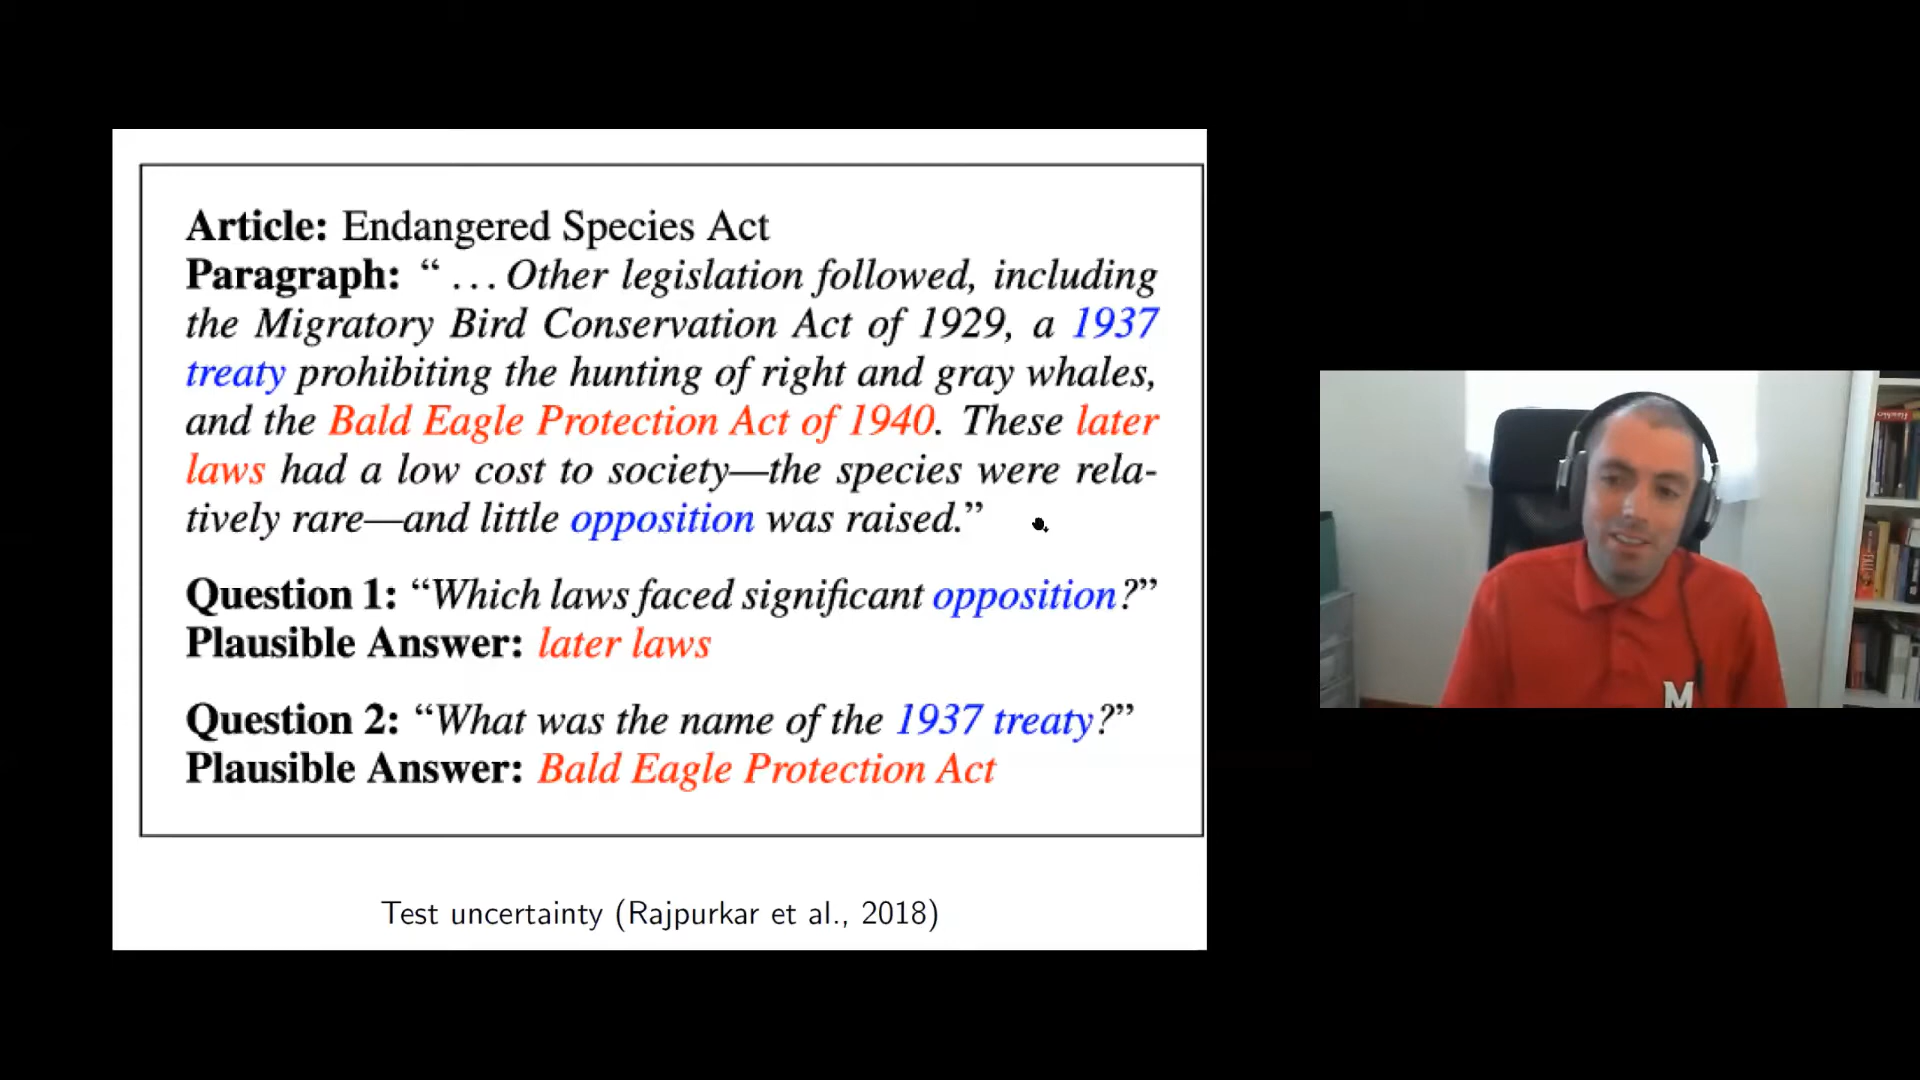 Article: Endangered Species Act
Paragraph: “ … Other legislation followed, including
the Migratory Bird Conservation Act of 1929, a 1937
treaty prohibiting the hunting of right and gray whales,
and the Bald Eagle Protection Act of 1940. These later
laws had a low cost to society—the species were rela-
tively rare—and little opposition was raised.”
Question 1: “Which laws faced significant opposition?”
Plausible Answer: later laws
Question 2: “What was the name of the 1937 treaty?”
Plausible Answer: Bald Eagle Protection Act
Test uncertainty (Rajpurkar et al., 2018)
M